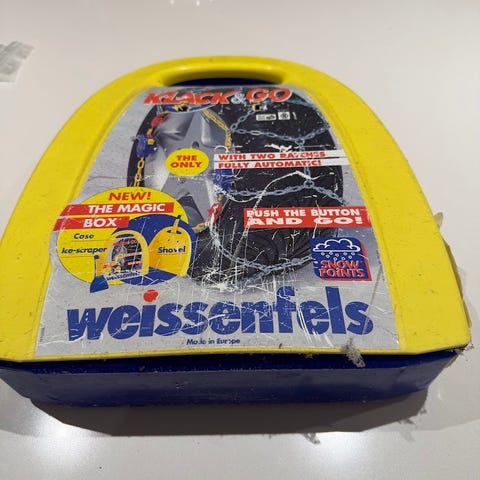 KLACK & GO
THE
ONLY
WITH TWO RATCHES
FULLY AUTOMATIC!
NEW!
THE MAGIC
BOX
Case
Ice-scraper
Shovel
PUSH THE BUTTON
AND GO!
SNOW
POINTS
weissenfels
Made in Europe